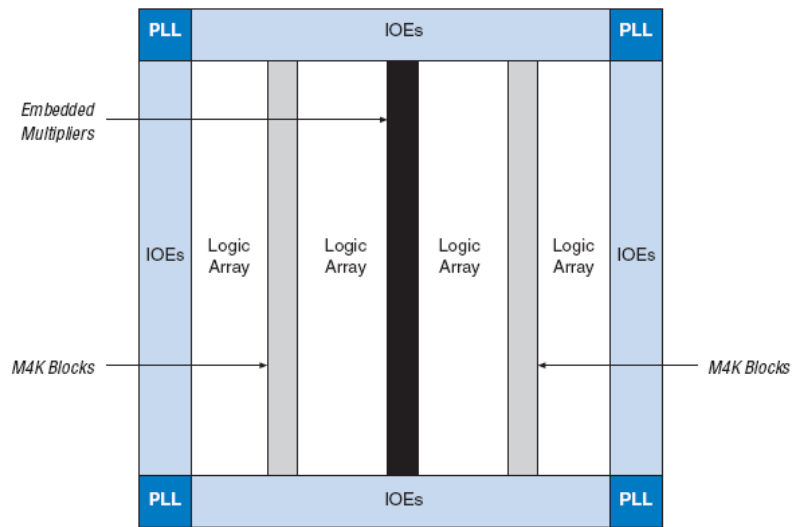 PLL
IOEs
PLL
Embedded
Multipliers
IOEs
Logic
Array
Logic
Array
Logic
Array
Logic
Array
IOEs
M4K Blocks
M4K Blocks
PLL
IOEs
PLL